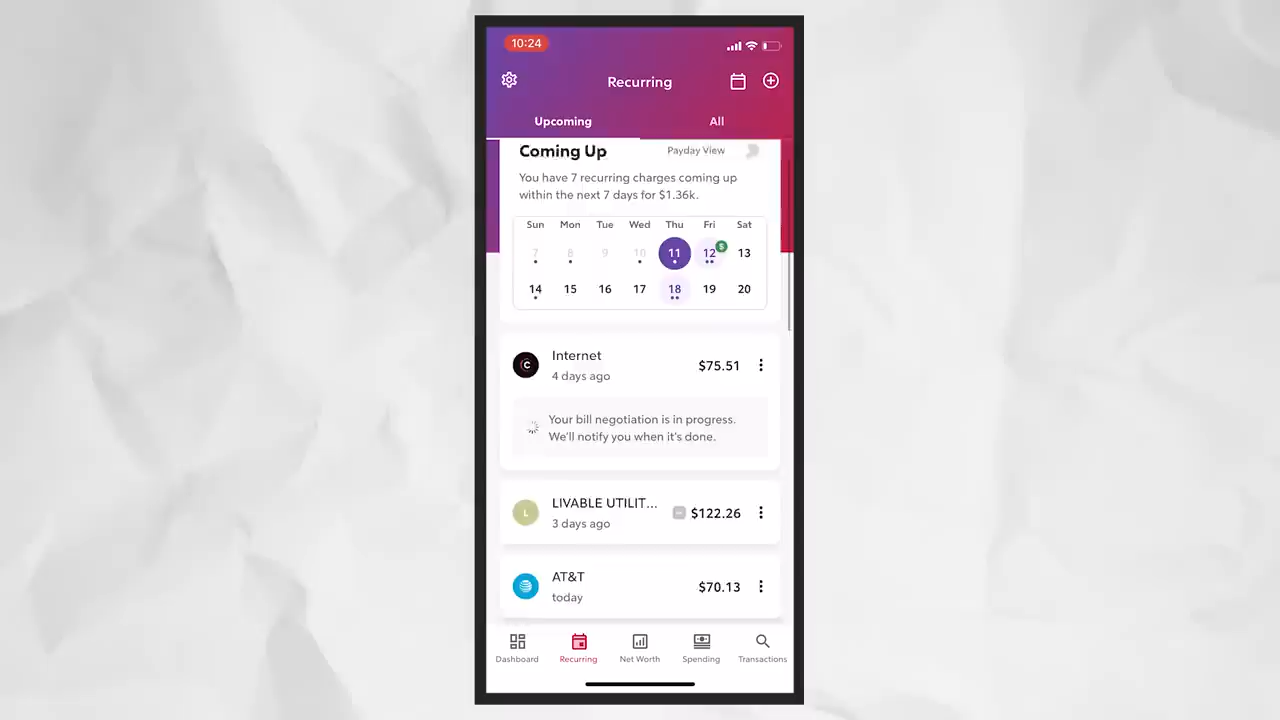 10:24
Recurring
Upcoming
All
Coming Up
Payday View
You have 7 recurring charges coming up
within the next 7 days for $1.36k.
Sun Mon Tue Wed Thu Fri Sat
7 8 9 10 11 12 $ 13
14 15 16 17 18 19 20
C
Internet
$75.51
4 days ago
Your bill negotiation is in progress.
We'll notify you when it's done.
L
LIVABLE UTILIT...
$122.26
3 days ago
AT&T
$70.13
today
Dashboard
Recurring
Net Worth
Spending
Transactions